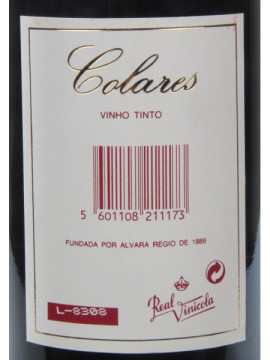 Colares
VINHO TINTO
5 601108 211173
FUNDADA POR ALVARA REGIO DE 1889
L-8308
Real
Vinicola